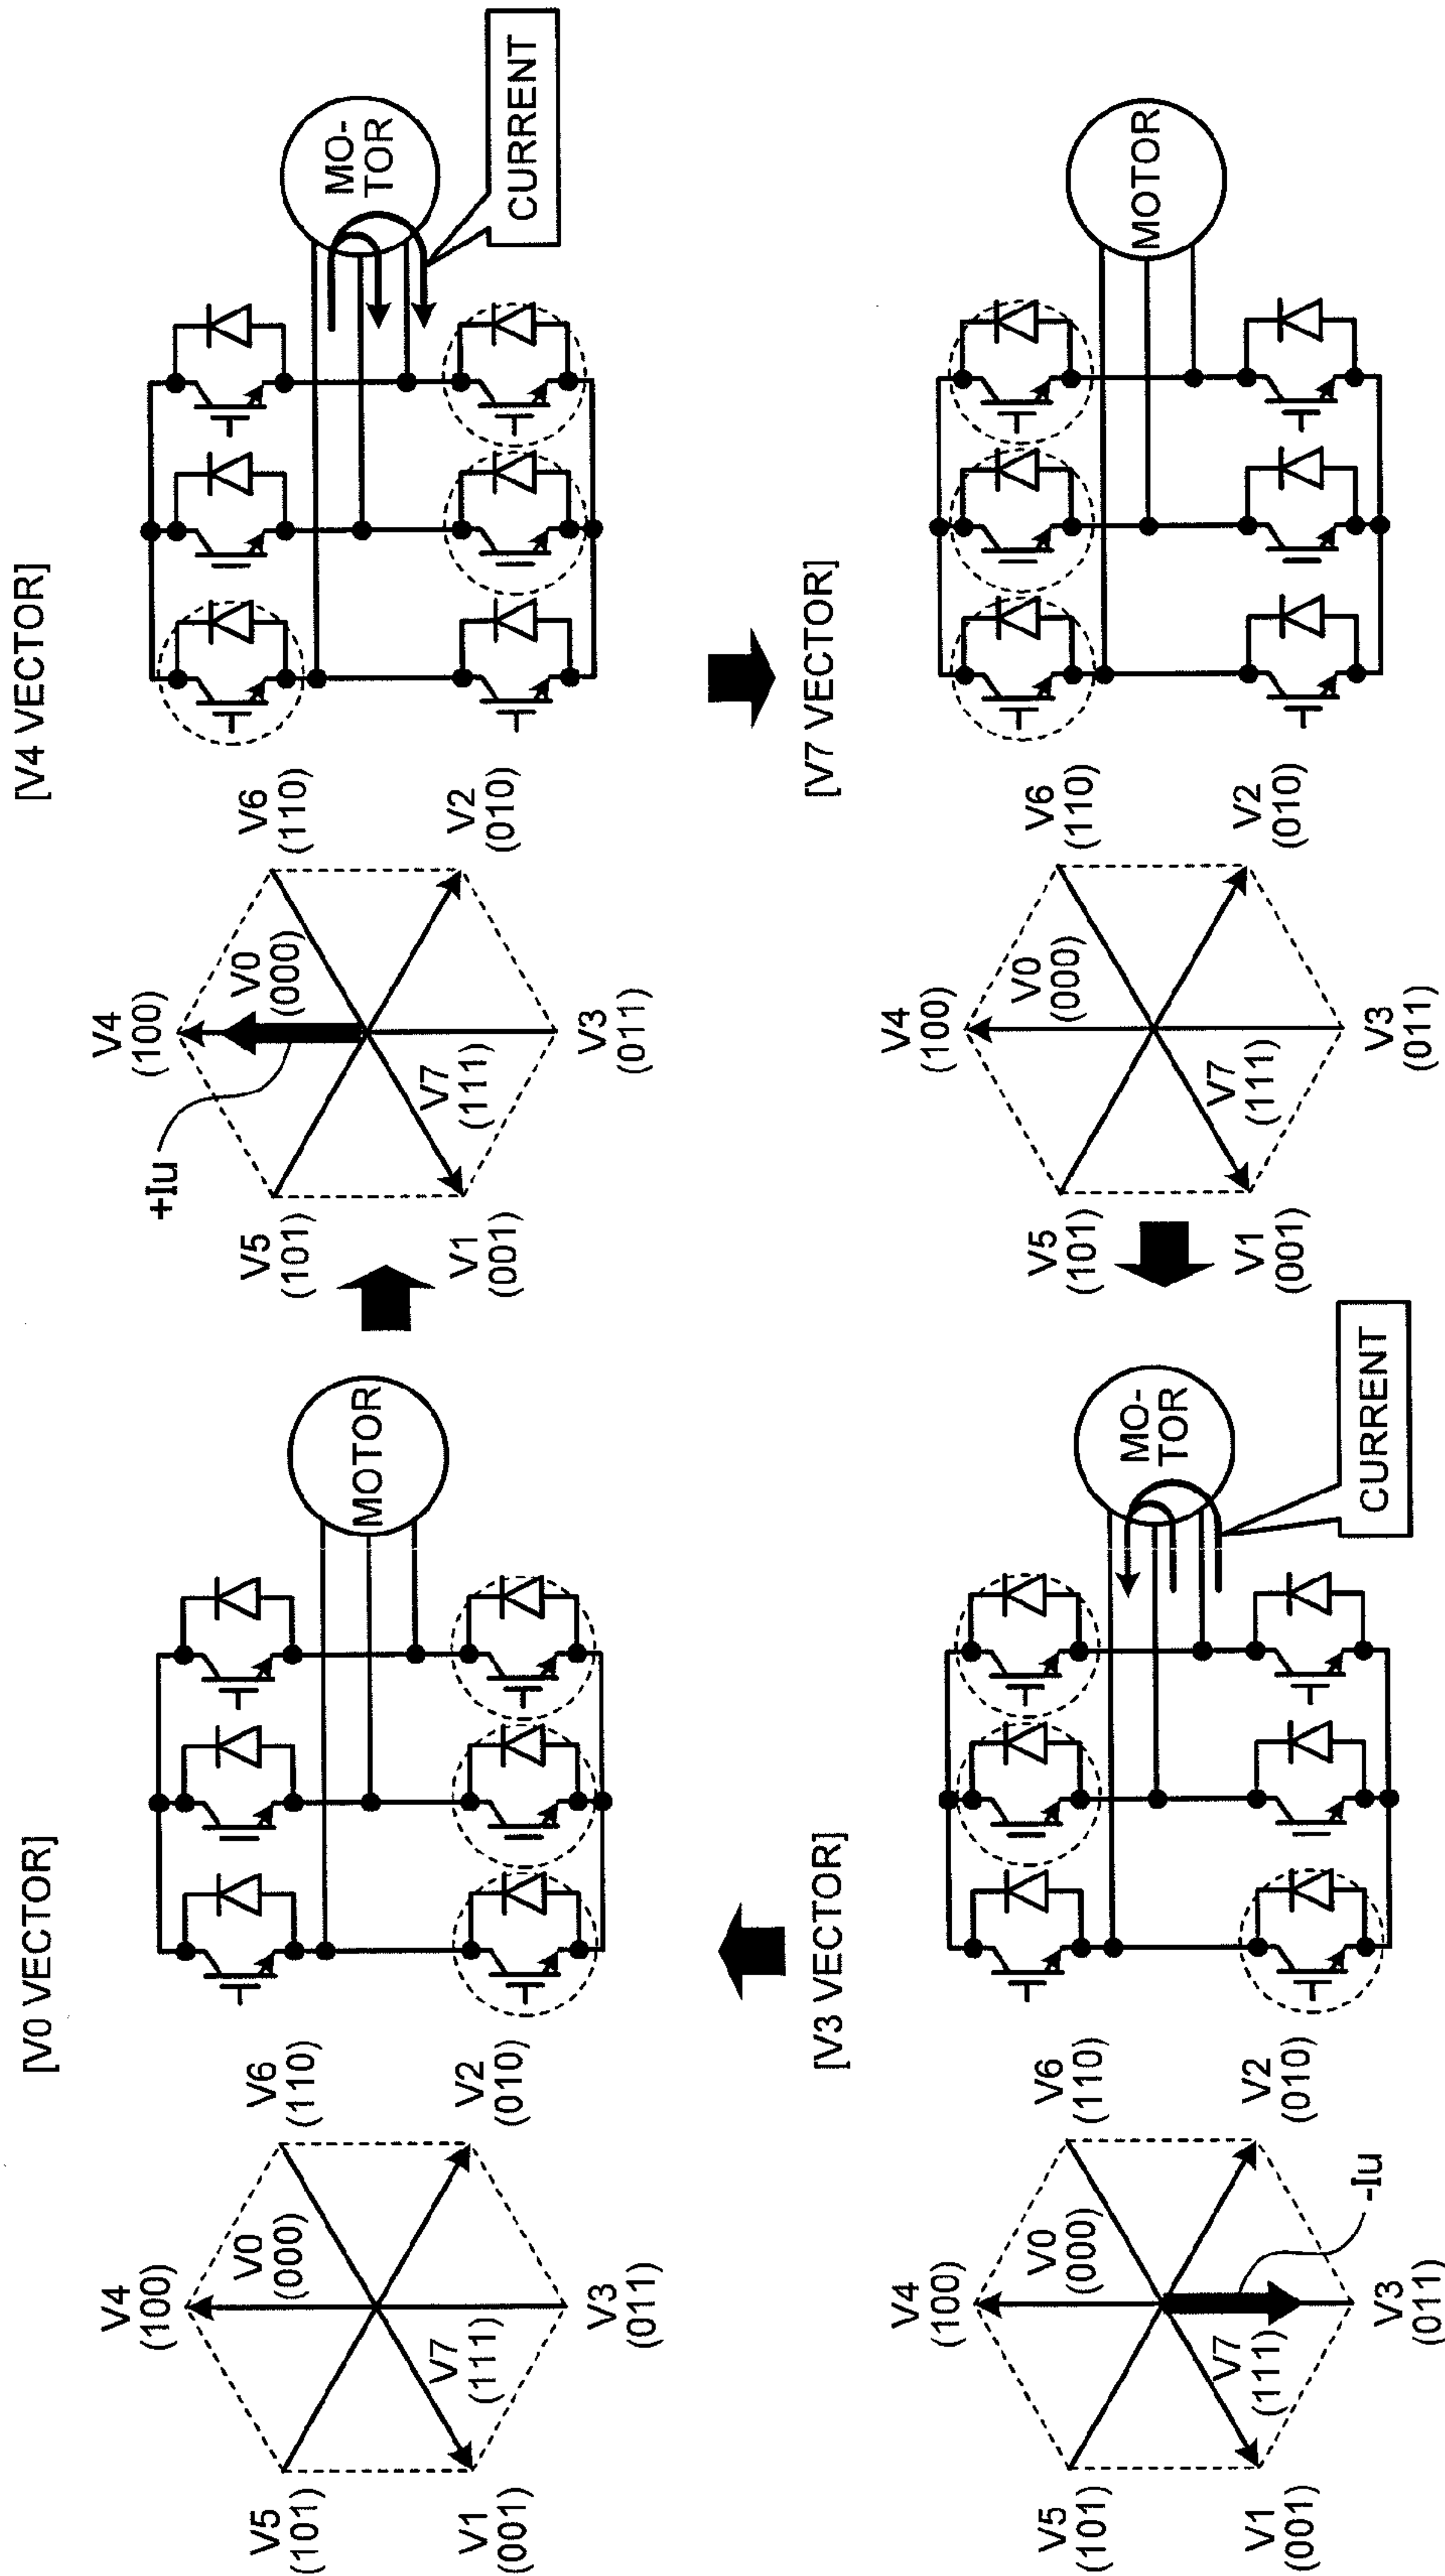 [V0 VECTOR]
V4
(100)
V5
(101)
V0
(000)
V6
(110)
V7
(111)
V1
(001)
V2
(010)
V3
(011)
MOTOR
[V4 VECTOR]
+Iu
V4
(100)
V5
(101)
V0
(000)
V6
(110)
V7
(111)
V1
(001)
V2
(010)
V3
(011)
MO-
TOR
CURRENT
[V3 VECTOR]
V4
(100)
V5
(101)
V0
(000)
V6
(110)
V7
(111)
V1
(001)
V2
(010)
V3
(011)
-Iu
MO-
TOR
CURRENT
[V7 VECTOR]
V4
(100)
V5
(101)
V0
(000)
V6
(110)
V7
(111)
V1
(001)
V2
(010)
V3
(011)
MOTOR